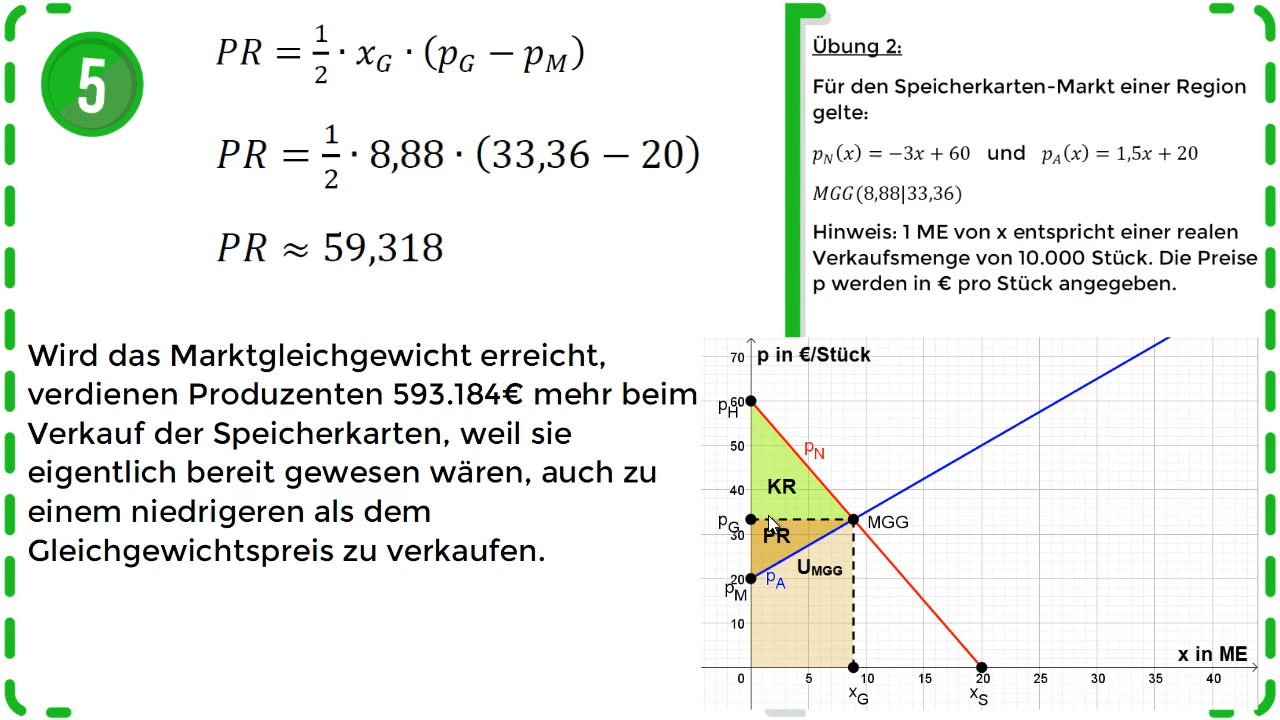 5
PR = 1/2 · x_G · (p_G − p_M)
PR = 1/2 · 8,88 · (33,36 − 20)
PR ≈ 59,318
Wird das Marktgleichgewicht erreicht,
verdienen Produzenten 593.184€ mehr beim
Verkauf der Speicherkarten, weil sie
eigentlich bereit gewesen wären, auch zu
einem niedrigeren als dem
Gleichgewichtspreis zu verkaufen.
Übung 2:
Für den Speicherkarten-Markt einer Region
gelte:
p_N(x) = −3x + 60 und p_A(x) = 1,5x + 20
MGG(8,88|33,36)
Hinweis: 1 ME von x entspricht einer realen
Verkaufsmenge von 10.000 Stück. Die Preise
p werden in € pro Stück angegeben.
p in €/Stück
70
60
50
40
30
20
10
p_H
p_G
p_M
p_N
KR
MGG
PR
U_MGG
p_A
x in ME
0 5 10 15 20 25 30 35 40
x_G x_S